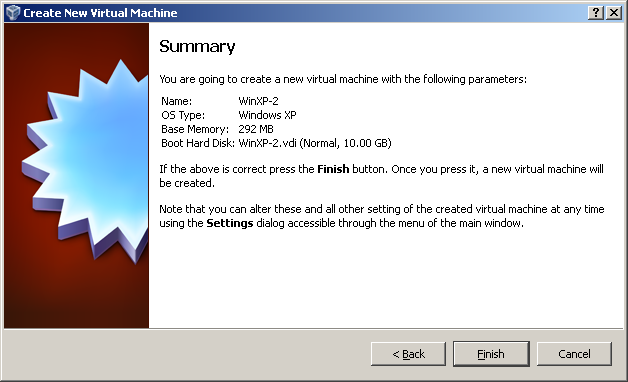 Create New Virtual Machine
Summary
You are going to create a new virtual machine with the following parameters:
Name: WinXP-2
OS Type: Windows XP
Base Memory: 292 MB
Boot Hard Disk: WinXP-2.vdi (Normal, 10.00 GB)
If the above is correct press the Finish button. Once you press it, a new virtual machine will
be created.
Note that you can alter these and all other setting of the created virtual machine at any time
using the Settings dialog accessible through the menu of the main window.
< Back Finish Cancel